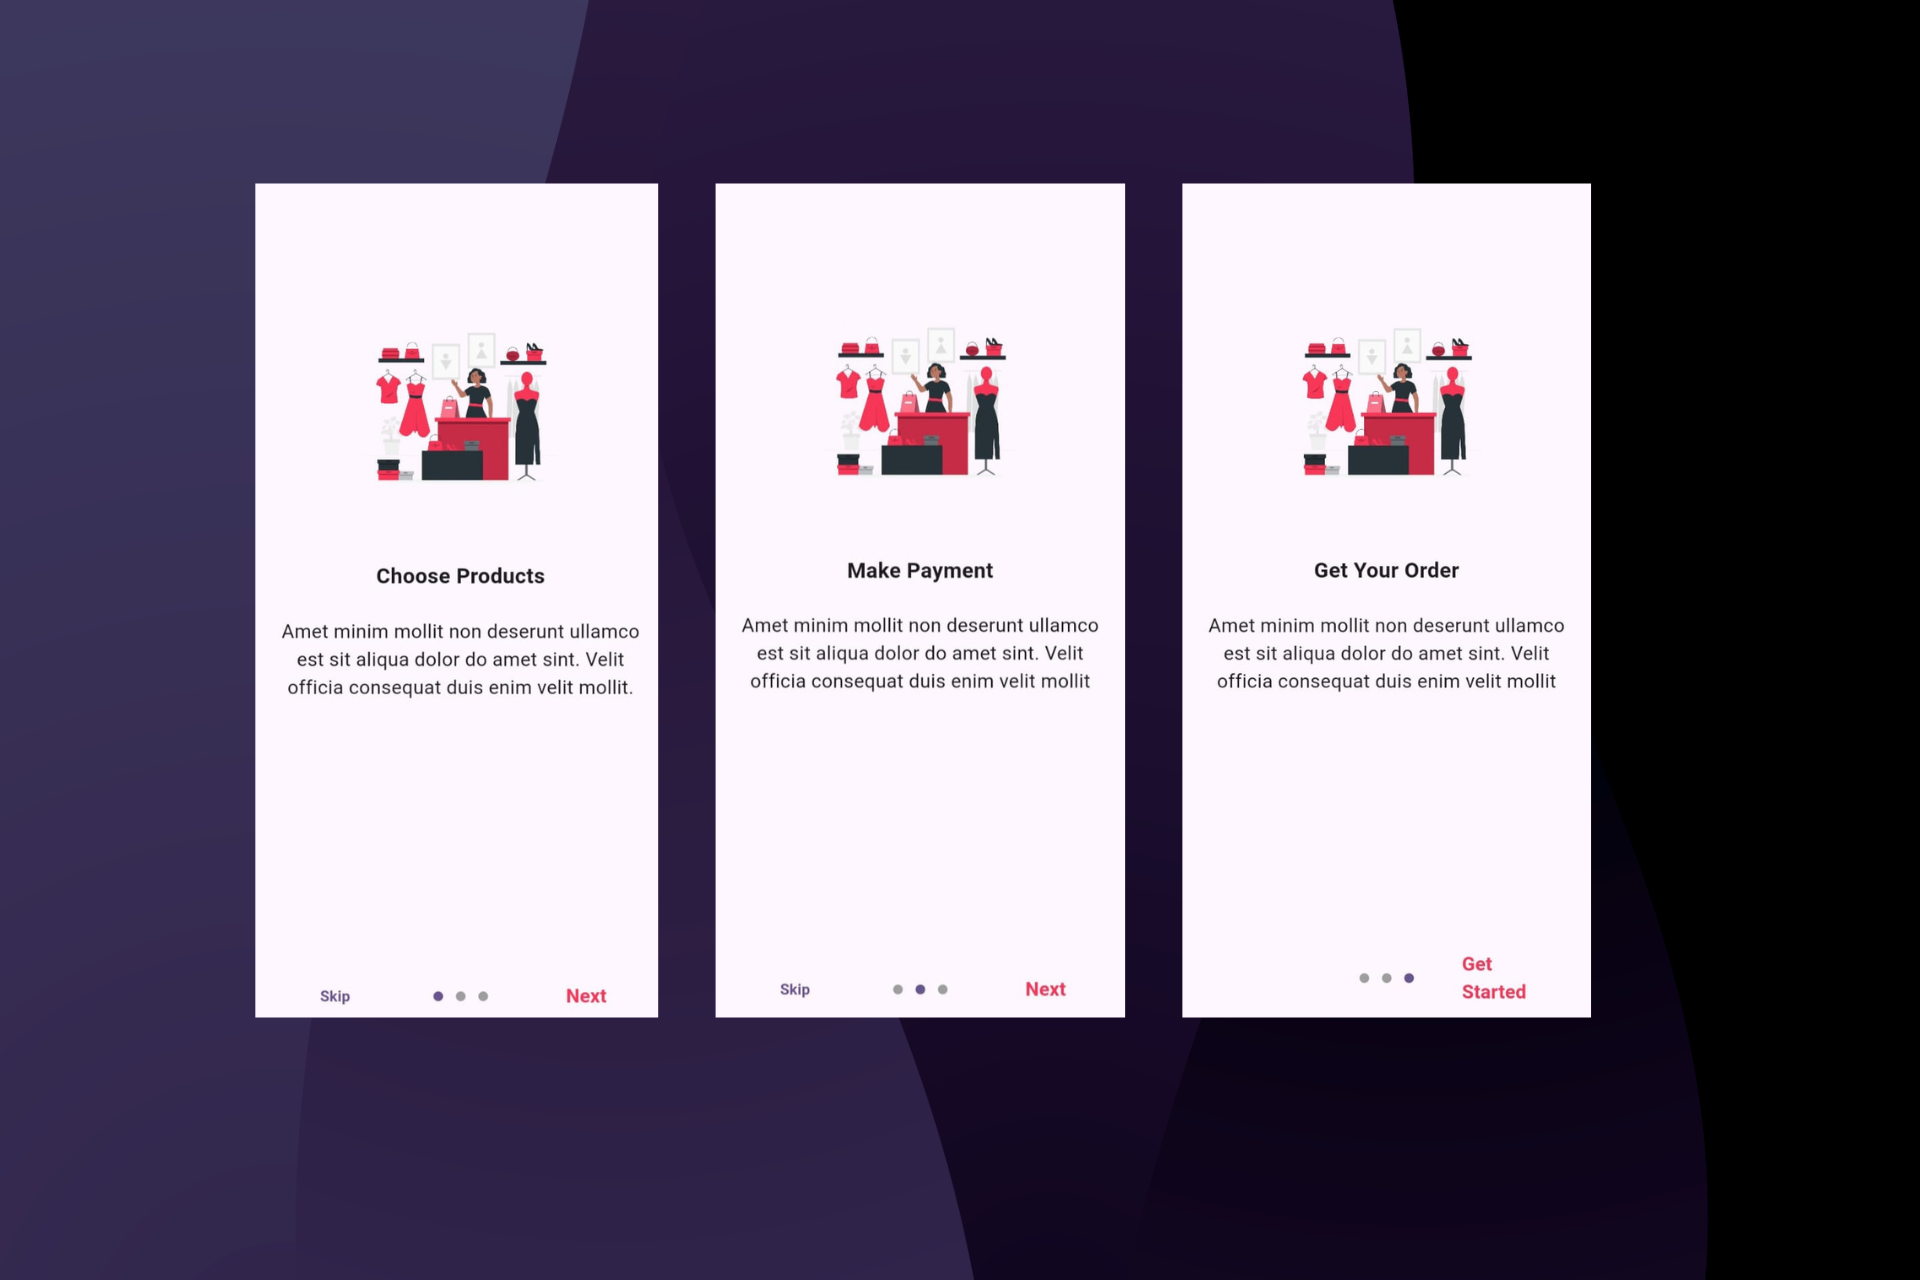 Choose Products
Amet minim mollit non deserunt ullamco
est sit aliqua dolor do amet sint. Velit
officia consequat duis enim velit mollit.
Skip
Next
Make Payment
Amet minim mollit non deserunt ullamco
est sit aliqua dolor do amet sint. Velit
officia consequat duis enim velit mollit
Skip
Next
Get Your Order
Amet minim mollit non deserunt ullamco
est sit aliqua dolor do amet sint. Velit
officia consequat duis enim velit mollit
Get
Started